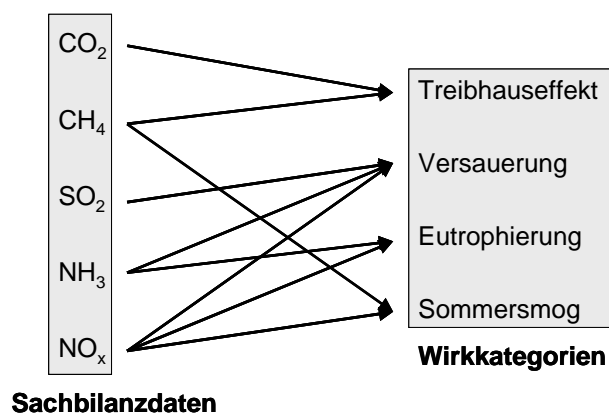 CO₂
CH₄
SO₂
NH₃
NOₓ
Sachbilanzdaten
Treibhauseffekt
Versauerung
Eutrophierung
Sommersmog
Wirkkategorien